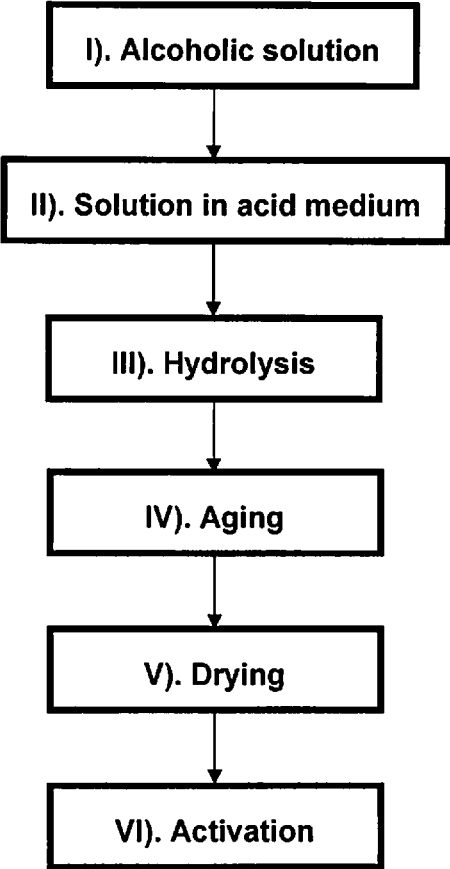 I). Alcoholic solution
II). Solution in acid medium
III). Hydrolysis
IV). Aging
V). Drying
VI). Activation